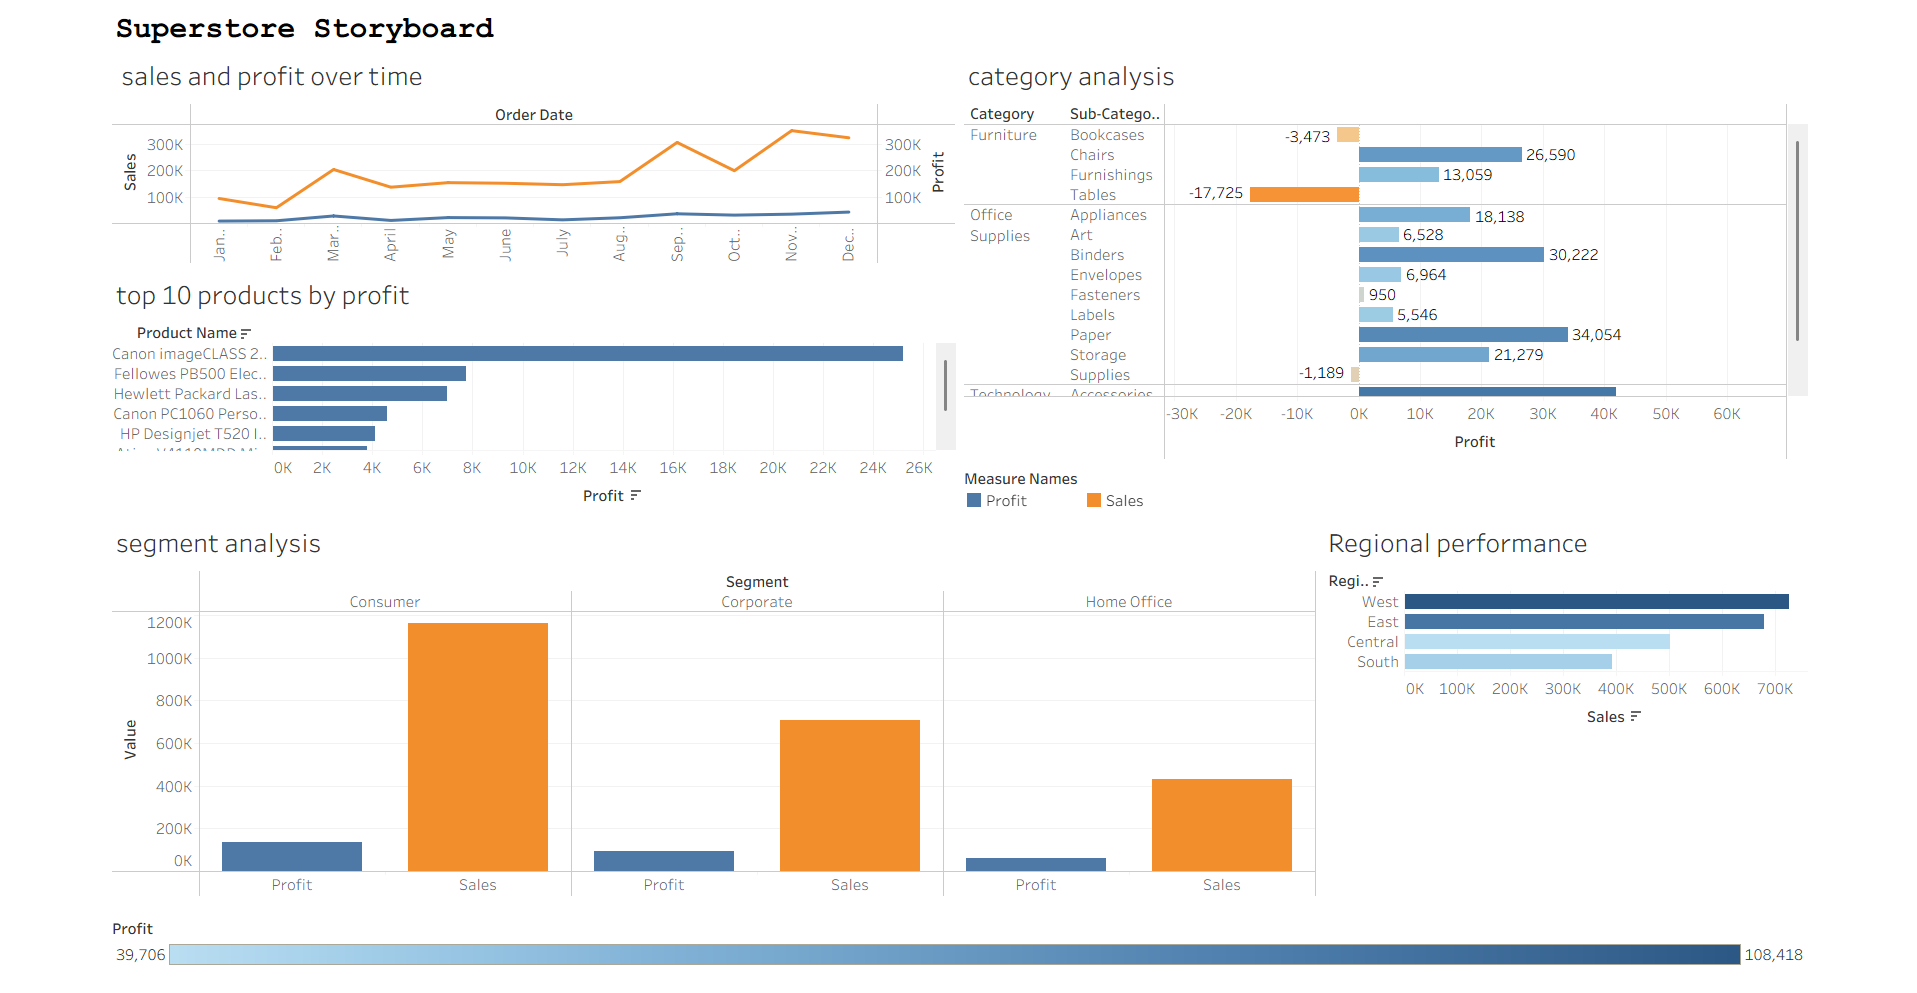 Superstore Storyboard
sales and profit over time
Order Date
Sales
300K
200K
100K
300K
200K
100K
Profit
Jan..
Feb..
Mar..
April
May
June
July
Aug..
Sep..
Oct..
Nov..
Dec..
top 10 products by profit
Product Name
Canon imageCLASS 2..
Fellowes PB500 Elec..
Hewlett Packard Las..
Canon PC1060 Perso..
HP Designjet T520 I..
0K 2K 4K 6K 8K 10K 12K 14K 16K 18K 20K 22K 24K 26K
Profit
category analysis
Category Sub-Catego..
Furniture Bookcases -3,473
Chairs 26,590
Furnishings 13,059
Tables -17,725
Office Supplies Appliances 18,138
Art 6,528
Binders 30,222
Envelopes 6,964
Fasteners 950
Labels 5,546
Paper 34,054
Storage 21,279
Supplies -1,189
Technology Accessories
-30K -20K -10K 0K 10K 20K 30K 40K 50K 60K
Profit
Measure Names
Profit Sales
segment analysis
Segment
Consumer Corporate Home Office
Value
1200K
1000K
800K
600K
400K
200K
0K
Profit Sales Profit Sales Profit Sales
Regional performance
Regi..
West
East
Central
South
0K 100K 200K 300K 400K 500K 600K 700K
Sales
Profit
39,706 108,418